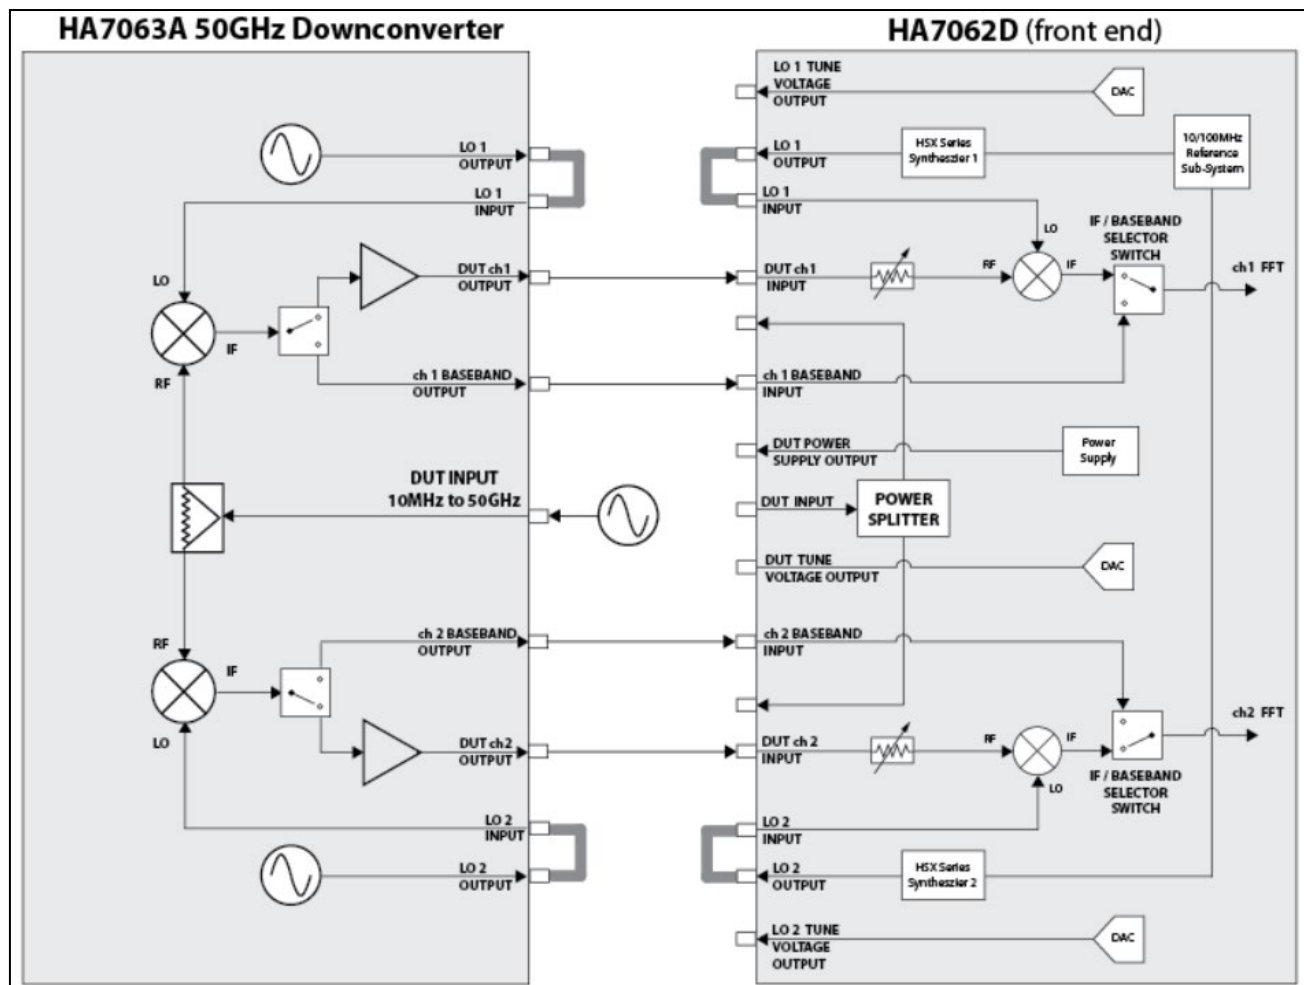 HA7063A 50GHz Downconverter
LO 1
OUTPUT
LO 1
INPUT
LO
DUT ch1
OUTPUT
IF
RF
ch 1 BASEBAND
OUTPUT
DUT INPUT
10MHz to 50GHz
RF
ch 2 BASEBAND
OUTPUT
IF
LO
DUT ch2
OUTPUT
LO 2
INPUT
LO 2
OUTPUT
HA7062D (front end)
LO 1 TUNE
VOLTAGE
OUTPUT
DAC
LO 1
OUTPUT
HSX Series
Syntheszier 1
10/100MHz
Reference
Sub-System
LO 1
INPUT
LO
IF / BASEBAND
SELECTOR
SWITCH
DUT ch1
INPUT
RF
IF
ch1 FFT
ch 1 BASEBAND
INPUT
DUT POWER
SUPPLY OUTPUT
Power
Supply
DUT INPUT
POWER
SPLITTER
DUT TUNE
VOLTAGE OUTPUT
DAC
ch 2 BASEBAND
INPUT
ch2 FFT
DUT ch 2
INPUT
RF
IF
LO
IF / BASEBAND
SELECTOR
SWITCH
LO 2
INPUT
LO 2
OUTPUT
HSX Series
Syntheszier 2
LO 2 TUNE
VOLTAGE
OUTPUT
DAC